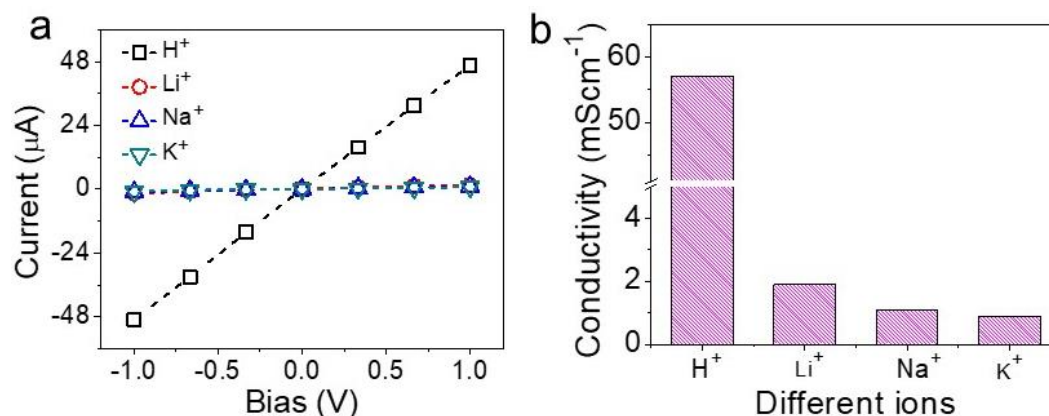 a
48
24
0
-24
-48
Current (μA)
H⁺
Li⁺
Na⁺
K⁺
-1.0 -0.5 0.0 0.5 1.0
Bias (V)
b
60
50
4
2
0
Conductivity (mScm⁻¹)
H⁺ Li⁺ Na⁺ K⁺
Different ions